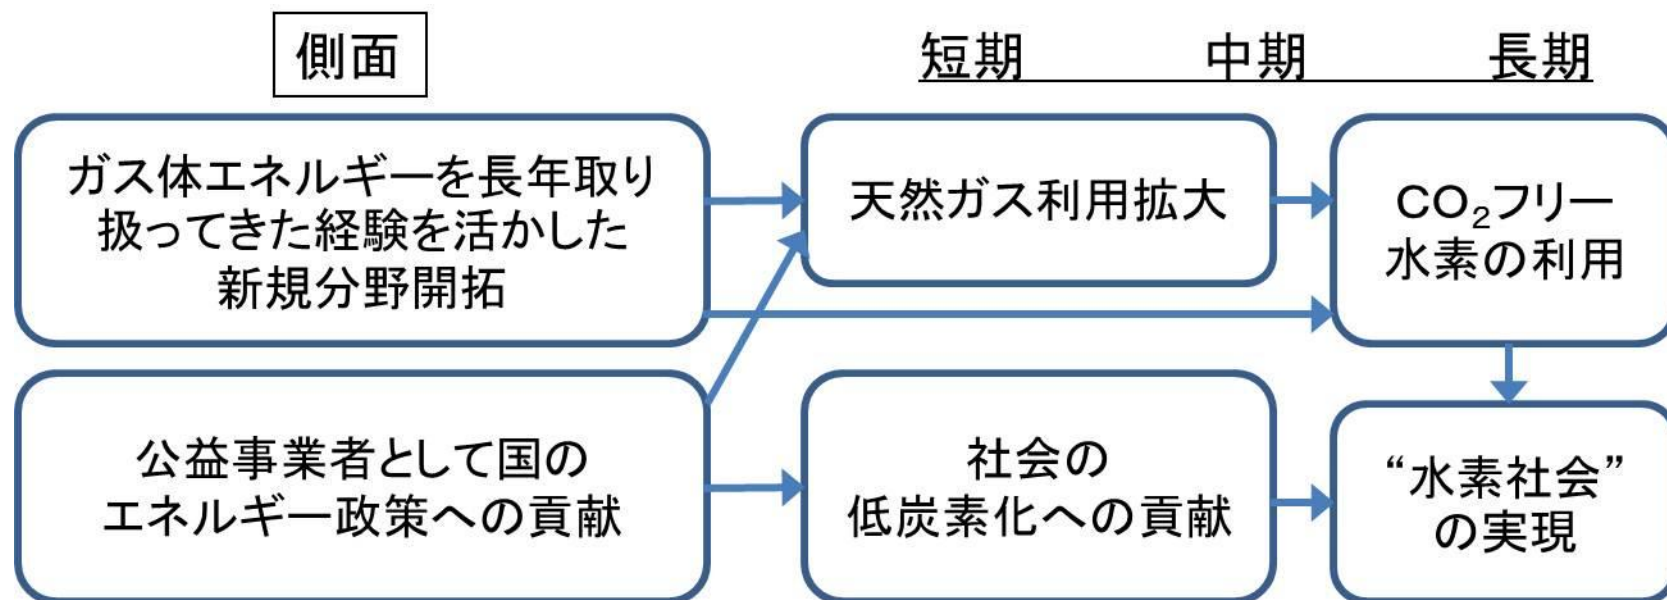 側面
短期 中期 長期
ガス体エネルギーを長年取り
扱ってきた経験を活かした
新規分野開拓
天然ガス利用拡大
CO₂フリー
水素の利用
公益事業者として国の
エネルギー政策への貢献
社会の
低炭素化への貢献
“水素社会”
の実現